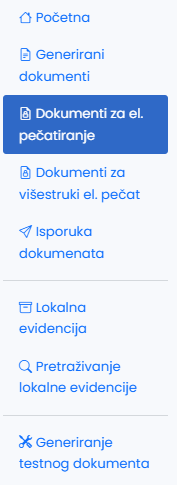 Početna
Generirani
dokumenti
Dokumenti za el.
pečatiranje
Dokumenti za
višestruki el. pečat
Isporuka
dokumenata
Lokalna
evidencija
Pretraživanje
lokalne evidencije
Generiranje
testnog dokumenta